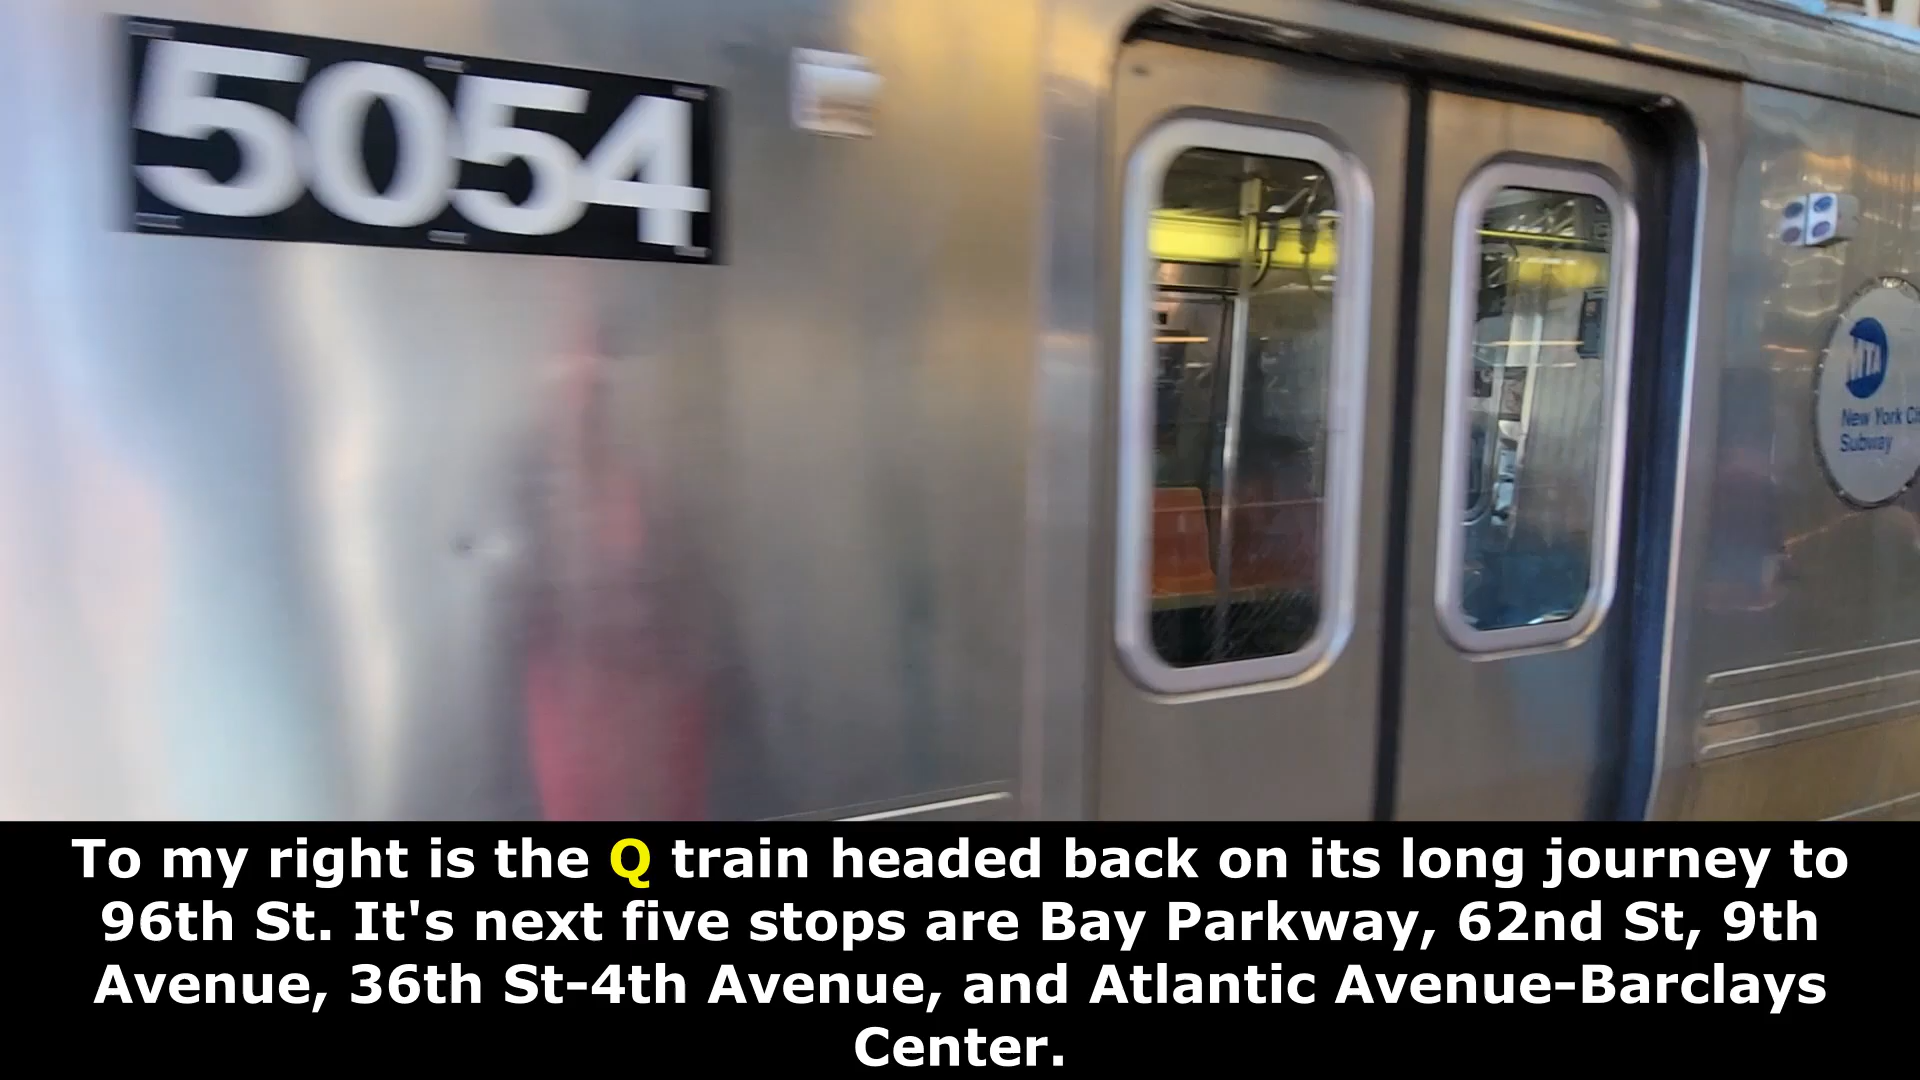 5054
MTA
New York Ci
Subway
To my right is the Q train headed back on its long journey to
96th St. It's next five stops are Bay Parkway, 62nd St, 9th
Avenue, 36th St-4th Avenue, and Atlantic Avenue-Barclays
Center.